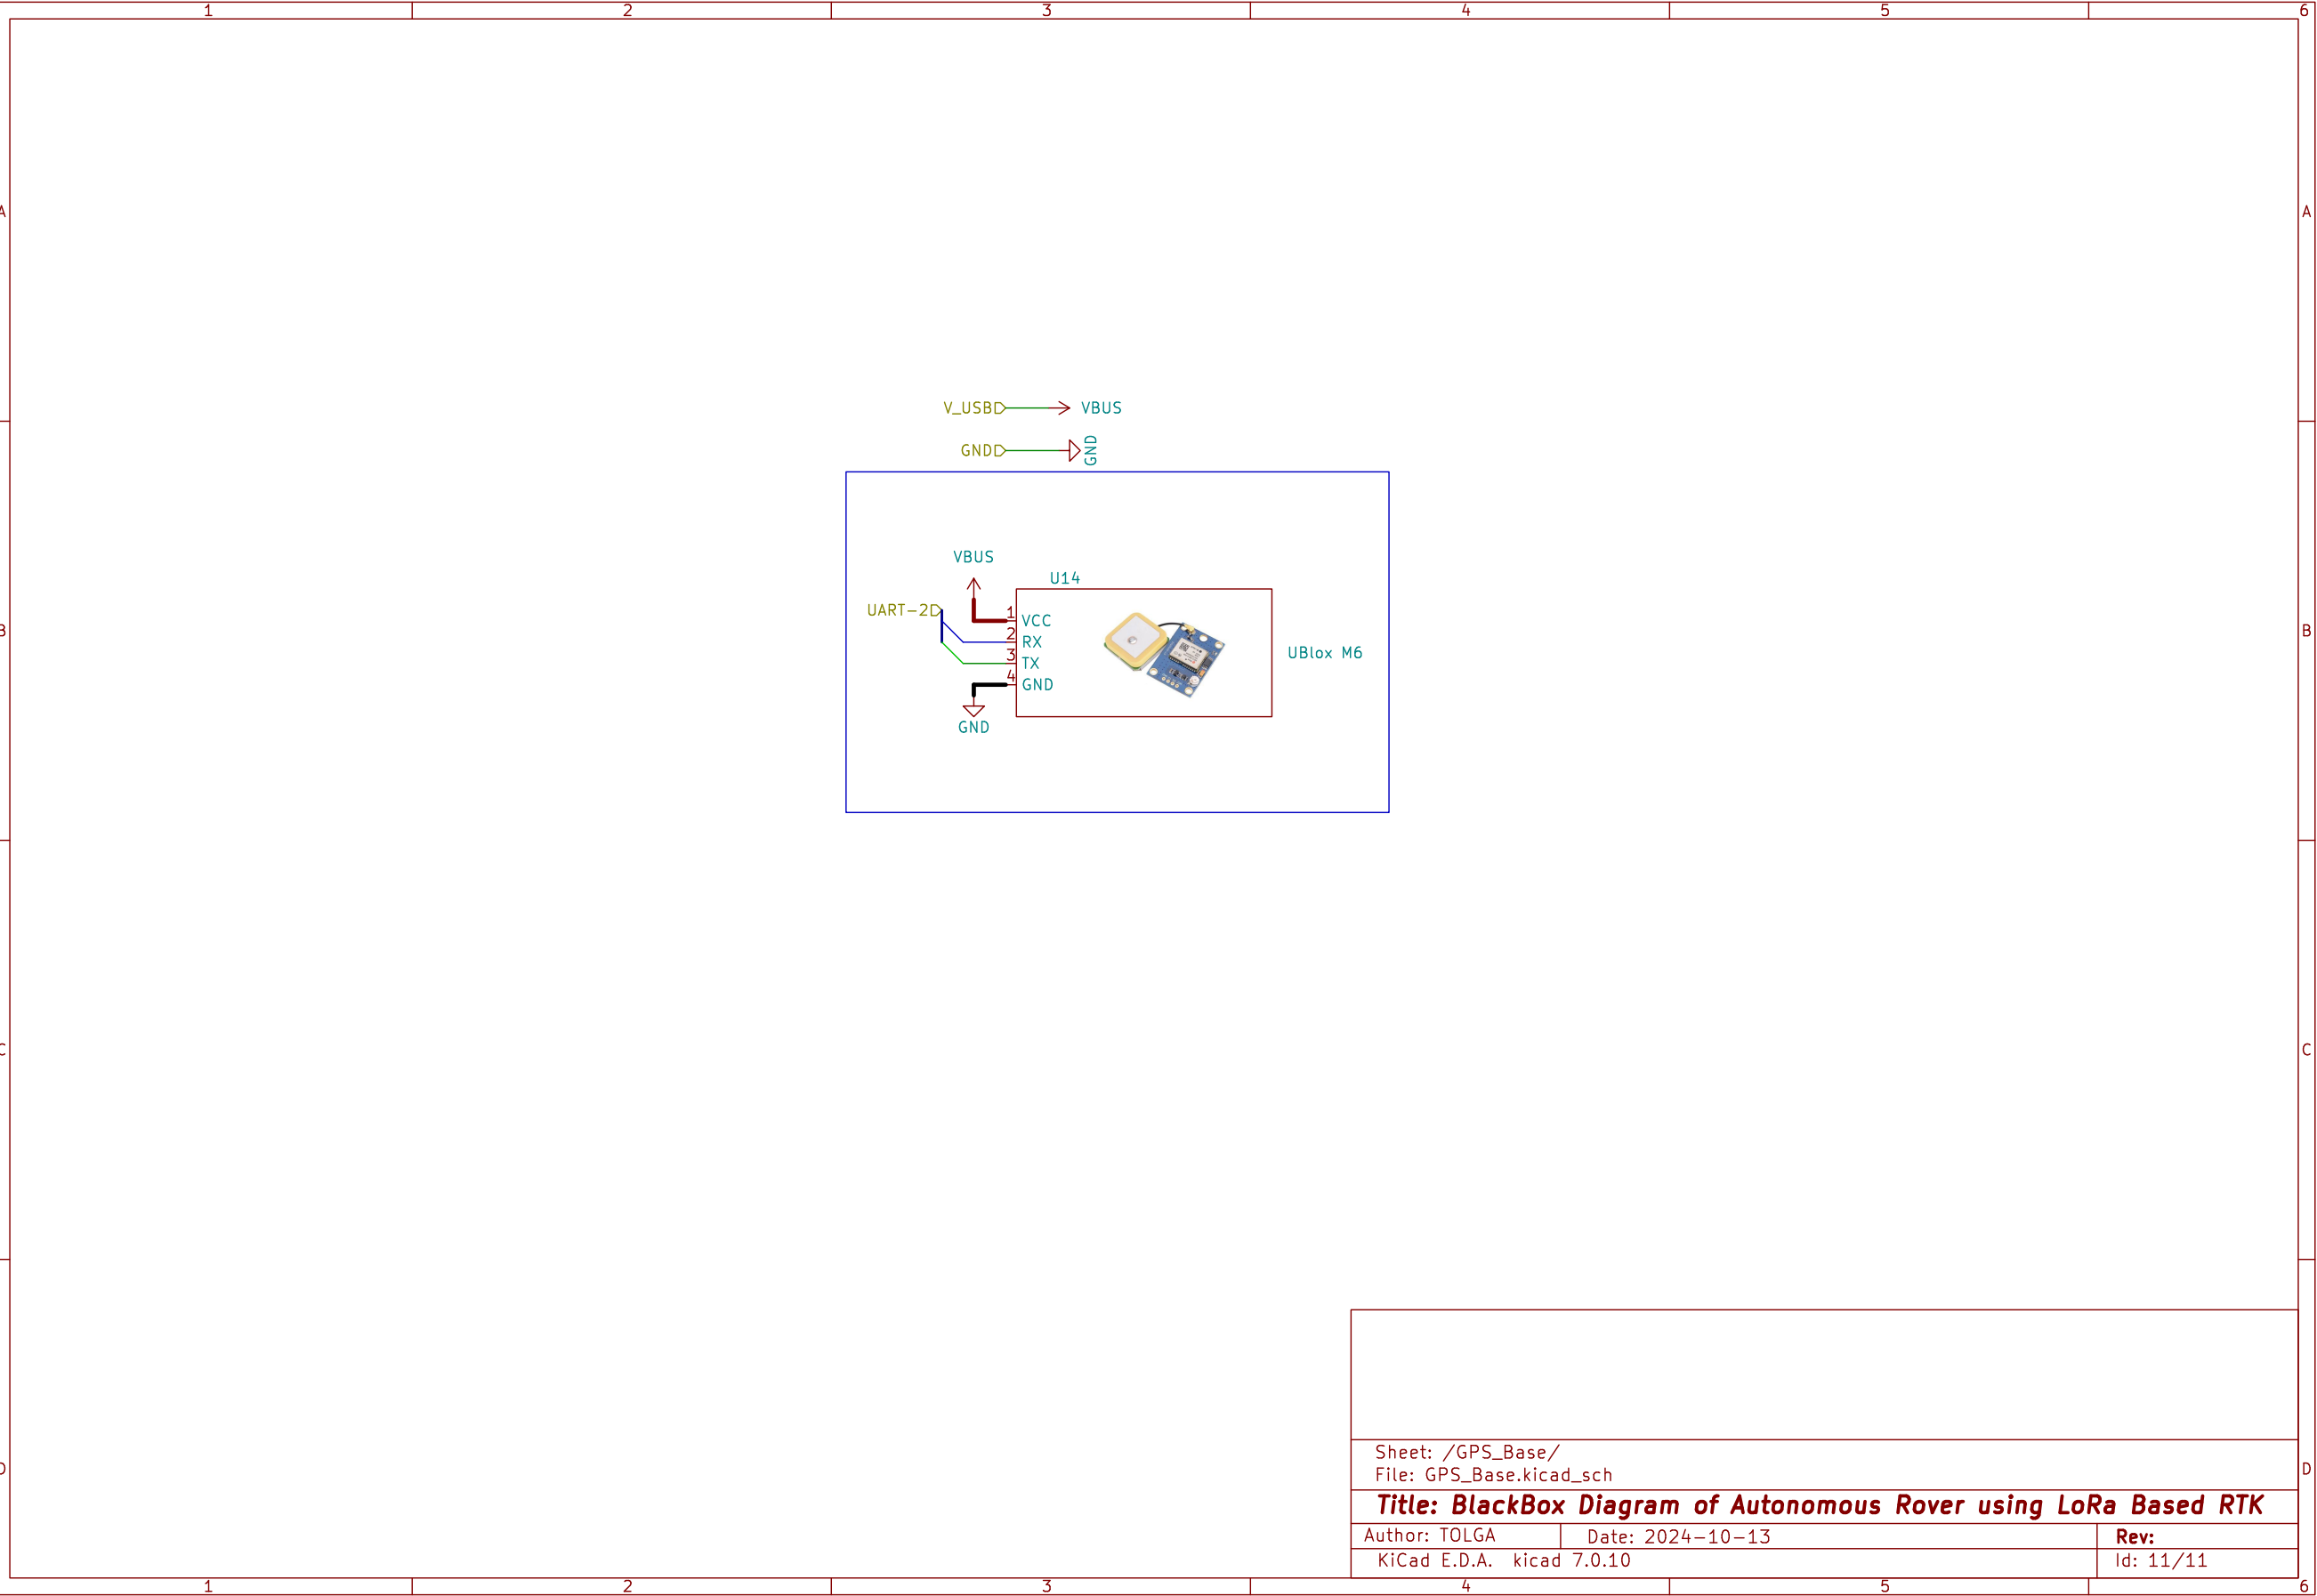 1 2 3 4 5 6
A A
V_USB VBUS
GND GND
VBUS
U14
UART-2
1 VCC
2 RX
3 TX
4 GND
GND
UBlox M6
B B
C C
D D
Sheet: /GPS_Base/
File: GPS_Base.kicad_sch
Title: BlackBox Diagram of Autonomous Rover using LoRa Based RTK
Author: TOLGA Date: 2024-10-13 Rev:
KiCad E.D.A. kicad 7.0.10 Id: 11/11
1 2 3 4 5 6